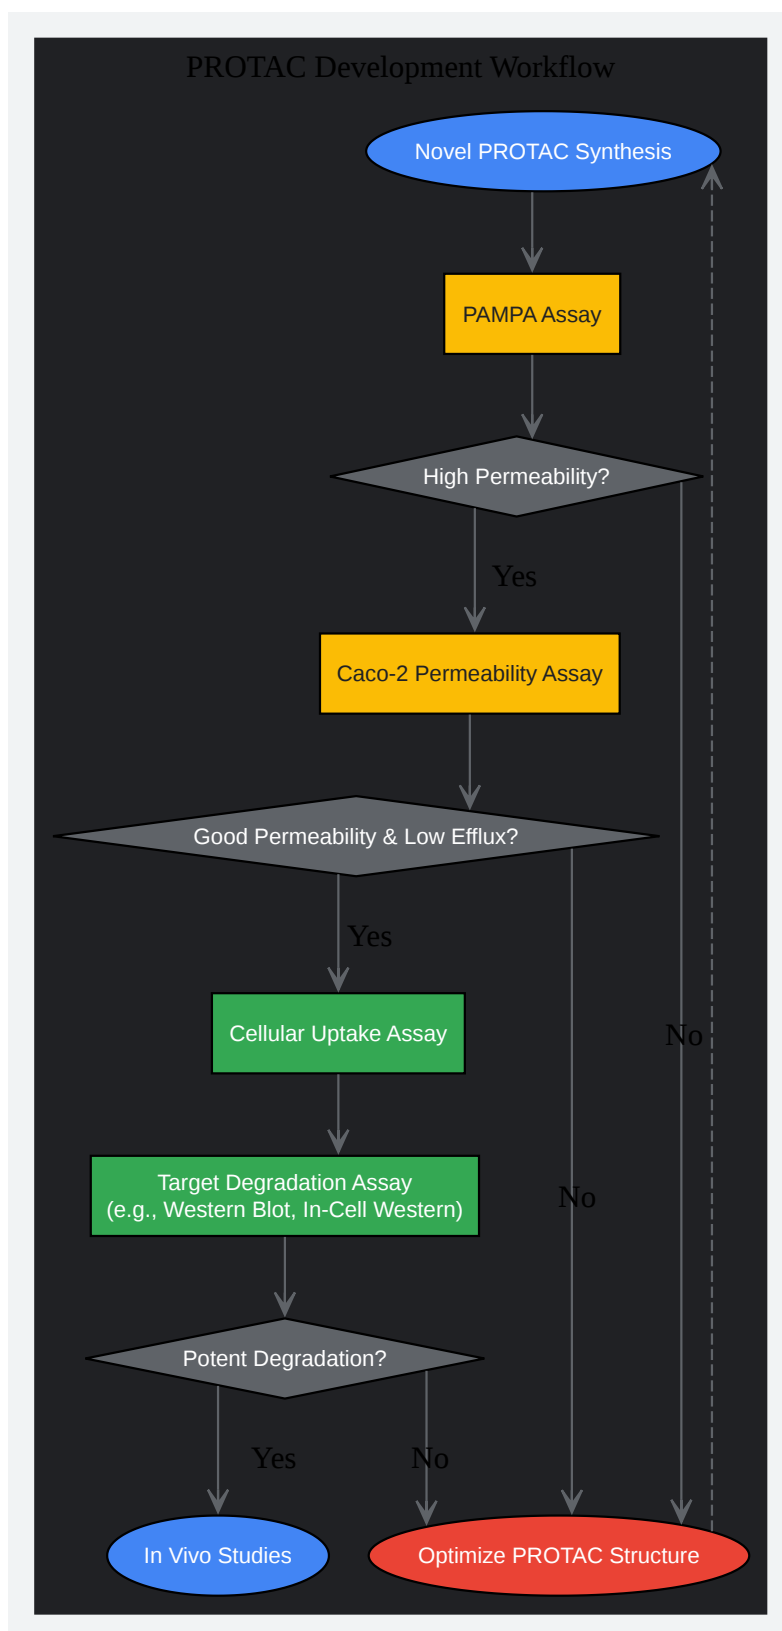 PROTAC Development Workflow
Novel PROTAC Synthesis
PAMPA Assay
High Permeability?
Yes
Caco-2 Permeability Assay
Good Permeability & Low Efflux?
Yes
Cellular Uptake Assay
No
Target Degradation Assay
(e.g., Western Blot, In-Cell Western)
No
Potent Degradation?
Yes
No
In Vivo Studies
Optimize PROTAC Structure